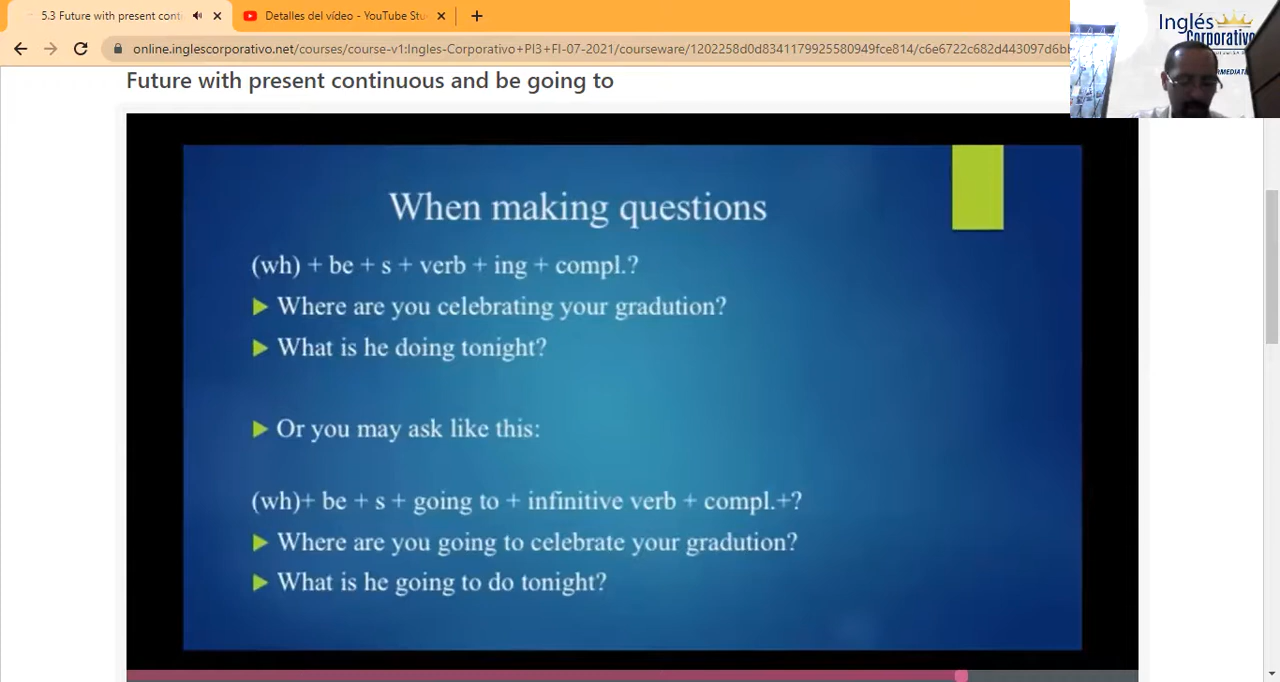 5.3 Future with present cont
Detalles del vídeo - YouTube Stu
online.inglescorporativo.net/courses/course-v1:Ingles-Corporativo+PI3+FI-07-2021/courseware/1202258d0d8341179925580949fce814/c6e6722c682d443097d6b
Inglés
Corporativo
Future with present continuous and be going to
When making questions
(wh) + be + s + verb + ing + compl.?
Where are you celebrating your gradution?
What is he doing tonight?
Or you may ask like this:
(wh)+ be + s + going to + infinitive verb + compl.+?
Where are you going to celebrate your gradution?
What is he going to do tonight?